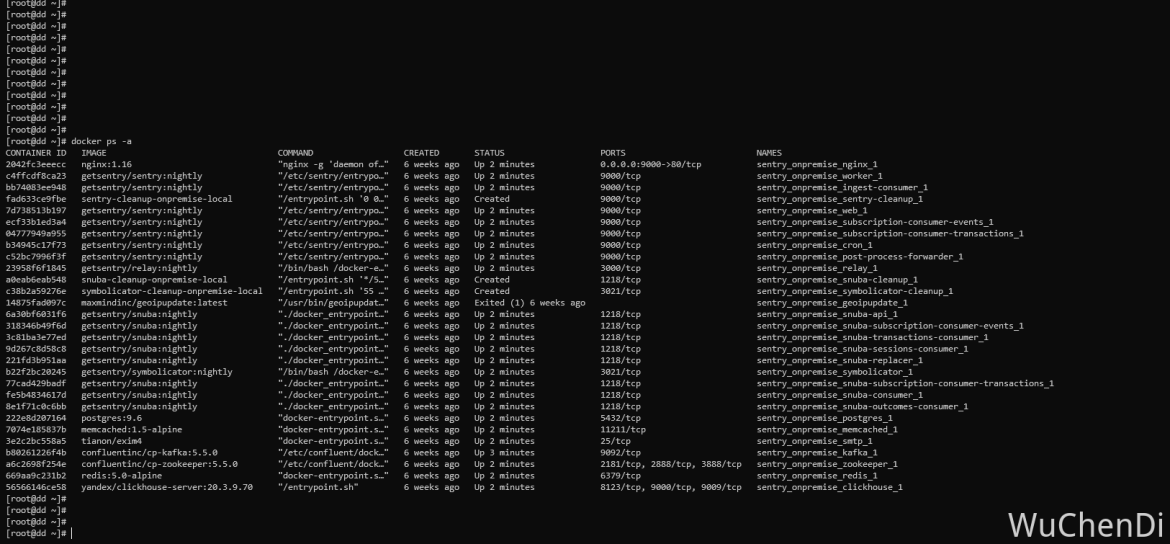 [root@dd ~]#
[root@dd ~]#
[root@dd ~]#
[root@dd ~]#
[root@dd ~]#
[root@dd ~]#
[root@dd ~]#
[root@dd ~]#
[root@dd ~]#
[root@dd ~]#
[root@dd ~]#
[root@dd ~]#
[root@dd ~]# docker ps -a
CONTAINER ID IMAGE COMMAND CREATED STATUS PORTS NAMES
2042fc3eeecc nginx:1.16 "nginx -g 'daemon of…" 6 weeks ago Up 2 minutes 0.0.0.0:9000->80/tcp sentry_onpremise_nginx_1
c4ffcdf8ca23 getsentry/sentry:nightly "/etc/sentry/entrypo…" 6 weeks ago Up 2 minutes 9000/tcp sentry_onpremise_worker_1
bb74083ee948 getsentry/sentry:nightly "/etc/sentry/entrypo…" 6 weeks ago Up 2 minutes 9000/tcp sentry_onpremise_ingest-consumer_1
fad633ce9fbe sentry-cleanup-onpremise-local "/entrypoint.sh '0 0…" 6 weeks ago Created 9000/tcp sentry_onpremise_sentry-cleanup_1
7d738513b197 getsentry/sentry:nightly "/etc/sentry/entrypo…" 6 weeks ago Up 2 minutes 9000/tcp sentry_onpremise_web_1
ecf33b1ed3a4 getsentry/sentry:nightly "/etc/sentry/entrypo…" 6 weeks ago Up 2 minutes 9000/tcp sentry_onpremise_subscription-consumer-events_1
04777949a955 getsentry/sentry:nightly "/etc/sentry/entrypo…" 6 weeks ago Up 2 minutes 9000/tcp sentry_onpremise_subscription-consumer-transactions_1
b34945c17f73 getsentry/sentry:nightly "/etc/sentry/entrypo…" 6 weeks ago Up 2 minutes 9000/tcp sentry_onpremise_cron_1
c52bc7996f3f getsentry/sentry:nightly "/etc/sentry/entrypo…" 6 weeks ago Up 2 minutes 9000/tcp sentry_onpremise_post-process-forwarder_1
23958f6f1845 getsentry/relay:nightly "/bin/bash /docker-e…" 6 weeks ago Up 2 minutes 3000/tcp sentry_onpremise_relay_1
a0eab6eab548 snuba-cleanup-onpremise-local "/entrypoint.sh '*/5…" 6 weeks ago Created 1218/tcp sentry_onpremise_snuba-cleanup_1
c38b2a59276e symbolicator-cleanup-onpremise-local "/entrypoint.sh '55 …" 6 weeks ago Created 3021/tcp sentry_onpremise_symbolicator-cleanup_1
14875fad097c maxmindinc/geoipupdate:latest "/usr/bin/geoipupdat…" 6 weeks ago Exited (1) 6 weeks ago sentry_onpremise_geoipupdate_1
6a30bf6031f6 getsentry/snuba:nightly "./docker_entrypoint…" 6 weeks ago Up 2 minutes 1218/tcp sentry_onpremise_snuba-api_1
318346b49f6d getsentry/snuba:nightly "./docker_entrypoint…" 6 weeks ago Up 2 minutes 1218/tcp sentry_onpremise_snuba-subscription-consumer-events_1
3c81ba3e77ed getsentry/snuba:nightly "./docker_entrypoint…" 6 weeks ago Up 2 minutes 1218/tcp sentry_onpremise_snuba-transactions-consumer_1
9d267c8d58c8 getsentry/snuba:nightly "./docker_entrypoint…" 6 weeks ago Up 2 minutes 1218/tcp sentry_onpremise_snuba-sessions-consumer_1
221fd3b951aa getsentry/snuba:nightly "./docker_entrypoint…" 6 weeks ago Up 2 minutes 1218/tcp sentry_onpremise_snuba-replacer_1
b22f2bc20245 getsentry/symbolicator:nightly "/bin/bash /docker-e…" 6 weeks ago Up 2 minutes 3021/tcp sentry_onpremise_symbolicator_1
77cad429badf getsentry/snuba:nightly "./docker_entrypoint…" 6 weeks ago Up 2 minutes 1218/tcp sentry_onpremise_snuba-subscription-consumer-transactions_1
fe5b4834617d getsentry/snuba:nightly "./docker_entrypoint…" 6 weeks ago Up 2 minutes 1218/tcp sentry_onpremise_snuba-consumer_1
8e1f71c0c6bb getsentry/snuba:nightly "./docker_entrypoint…" 6 weeks ago Up 2 minutes 1218/tcp sentry_onpremise_snuba-outcomes-consumer_1
222e8d207164 postgres:9.6 "docker-entrypoint.s…" 6 weeks ago Up 2 minutes 5432/tcp sentry_onpremise_postgres_1
7074e185837b memcached:1.5-alpine "docker-entrypoint.s…" 6 weeks ago Up 2 minutes 11211/tcp sentry_onpremise_memcached_1
3e2c2bc558a5 tianon/exim4 "docker-entrypoint.s…" 6 weeks ago Up 2 minutes 25/tcp sentry_onpremise_smtp_1
b80261226f4b confluentinc/cp-kafka:5.5.0 "/etc/confluent/dock…" 6 weeks ago Up 3 minutes 9092/tcp sentry_onpremise_kafka_1
a6c2698f254e confluentinc/cp-zookeeper:5.5.0 "/etc/confluent/dock…" 6 weeks ago Up 2 minutes 2181/tcp, 2888/tcp, 3888/tcp sentry_onpremise_zookeeper_1
669aa9c231b2 redis:5.0-alpine "docker-entrypoint.s…" 6 weeks ago Up 2 minutes 6379/tcp sentry_onpremise_redis_1
56566146ce58 yandex/clickhouse-server:20.3.9.70 "/entrypoint.sh" 6 weeks ago Up 2 minutes 8123/tcp, 9000/tcp, 9009/tcp sentry_onpremise_clickhouse_1
[root@dd ~]#
[root@dd ~]#
[root@dd ~]#
WuChenDi